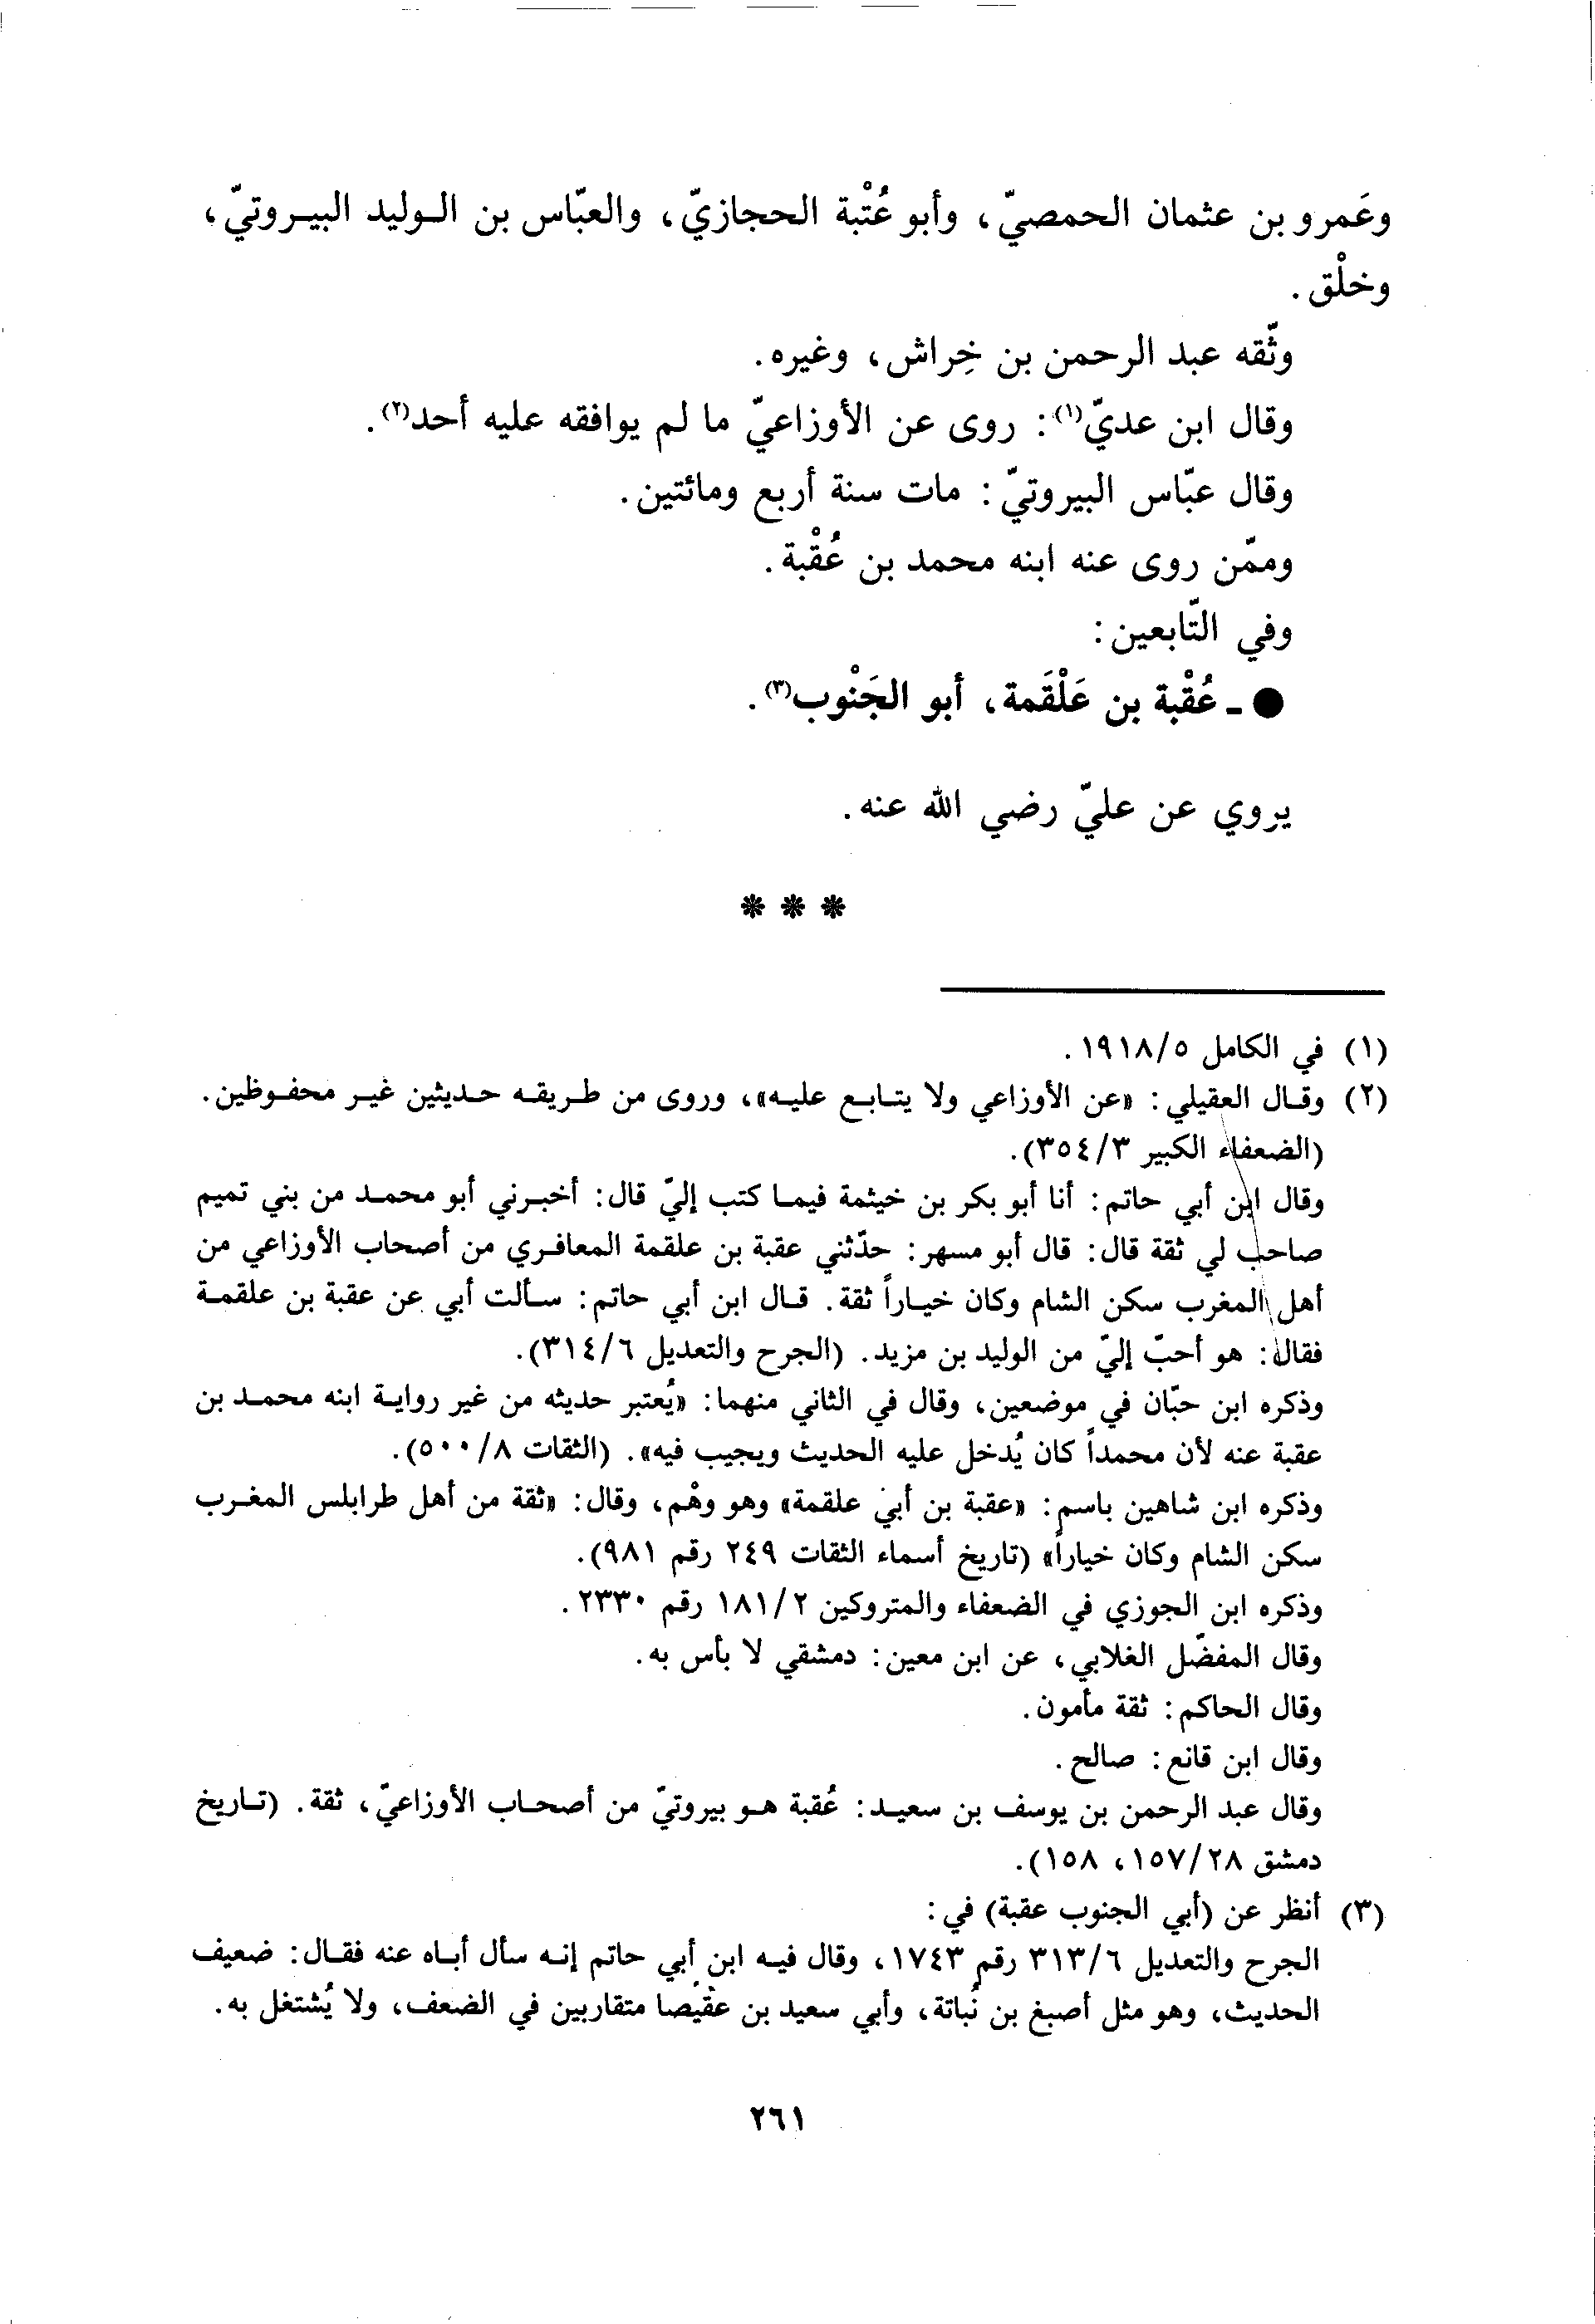 وعَمرو بن عثمان الحمصيّ، وأبو عُتْبة الحجازيّ، والعبّاس بن الوليد البيروتيّ،
وخلْق.
وثّقه عبد الرحمن بن خِراش، وغيره.
وقال ابن عديّ(١): روى عن الأوزاعيّ ما لم يوافقه عليه أحد(٢).
وقال عبّاس البيروتيّ: مات سنة أربع ومائتين.
وممّن روى عنه ابنه محمد بن عُقْبة.
وفي التّابعين:
● ـ عُقْبة بن عَلْقَمة، أبو الجَنْوب(٣).
يروي عن عليّ رضي الله عنه.
* * *
(١) في الكامل ١٩١٨/٥.
(٢) وقال العقيلي: «عن الأوزاعي ولا يتابع عليه»، وروى من طريقه حديثين غير محفوظين.
(الضعفاء الكبير ٣٥٤/٣).
وقال ابن أبي حاتم: أنا أبو بكر بن خيثمة فيما كتب إليّ قال: أخبرني أبو محمد من بني تميم
صاحب لي ثقة قال: قال أبو مسهر: حدّثني عقبة بن علقمة المعافري من أصحاب الأوزاعي من
أهل المغرب سكن الشام وكان خياراً ثقة. قال ابن أبي حاتم: سألت أبي عن عقبة بن علقمة
فقال: هو أحبّ إليّ من الوليد بن مزيد. (الجرح والتعديل ٣١٤/٦).
وذكره ابن حبّان في موضعين، وقال في الثاني منهما: «يُعتبر حديثه من غير رواية ابنه محمد بن
عقبة عنه لأن محمداً كان يُدخل عليه الحديث ويجيب فيه». (الثقات ٥٠٠/٨).
وذكره ابن شاهين باسم: «عقبة بن أبي علقمة» وهو وهْم، وقال: «ثقة من أهل طرابلس المغرب
سكن الشام وكان خياراً» (تاريخ أسماء الثقات ٢٤٩ رقم ٩٨١).
وذكره ابن الجوزي في الضعفاء والمتروكين ١٨١/٢ رقم ٢٣٣٠.
وقال المفضّل الغلابي، عن ابن معين: دمشقي لا بأس به.
وقال الحاكم: ثقة مأمون.
وقال ابن قانع: صالح.
وقال عبد الرحمن بن يوسف بن سعيد: عُقبة هو بيروتيّ من أصحاب الأوزاعيّ، ثقة. (تاريخ
دمشق ١٥٧/٢٨، ١٥٨).
(٣) أنظر عن (أبي الجنوب عقبة) في:
الجرح والتعديل ٣١٣/٦ رقم ١٧٤٣، وقال فيه ابن أبي حاتم إنه سأل أباه عنه فقال: ضعيف
الحديث، وهو مثل أصبغ بن نُباتة، وأبي سعيد بن عقيصا متقاربين في الضعف، ولا يُشتغل به.
٢٦١